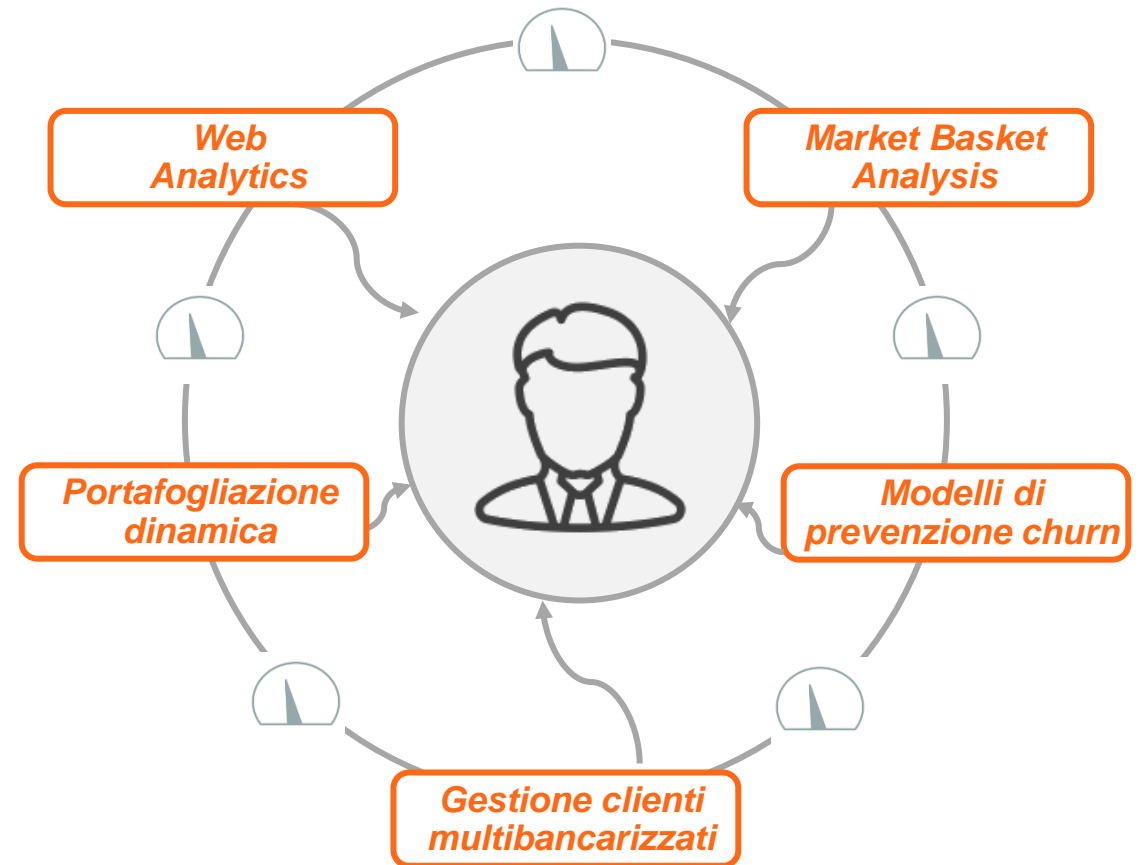 Web
Analytics
Market Basket
Analysis
Portafogliazione
dinamica
Modelli di
prevenzione churn
Gestione clienti
multibancarizzati